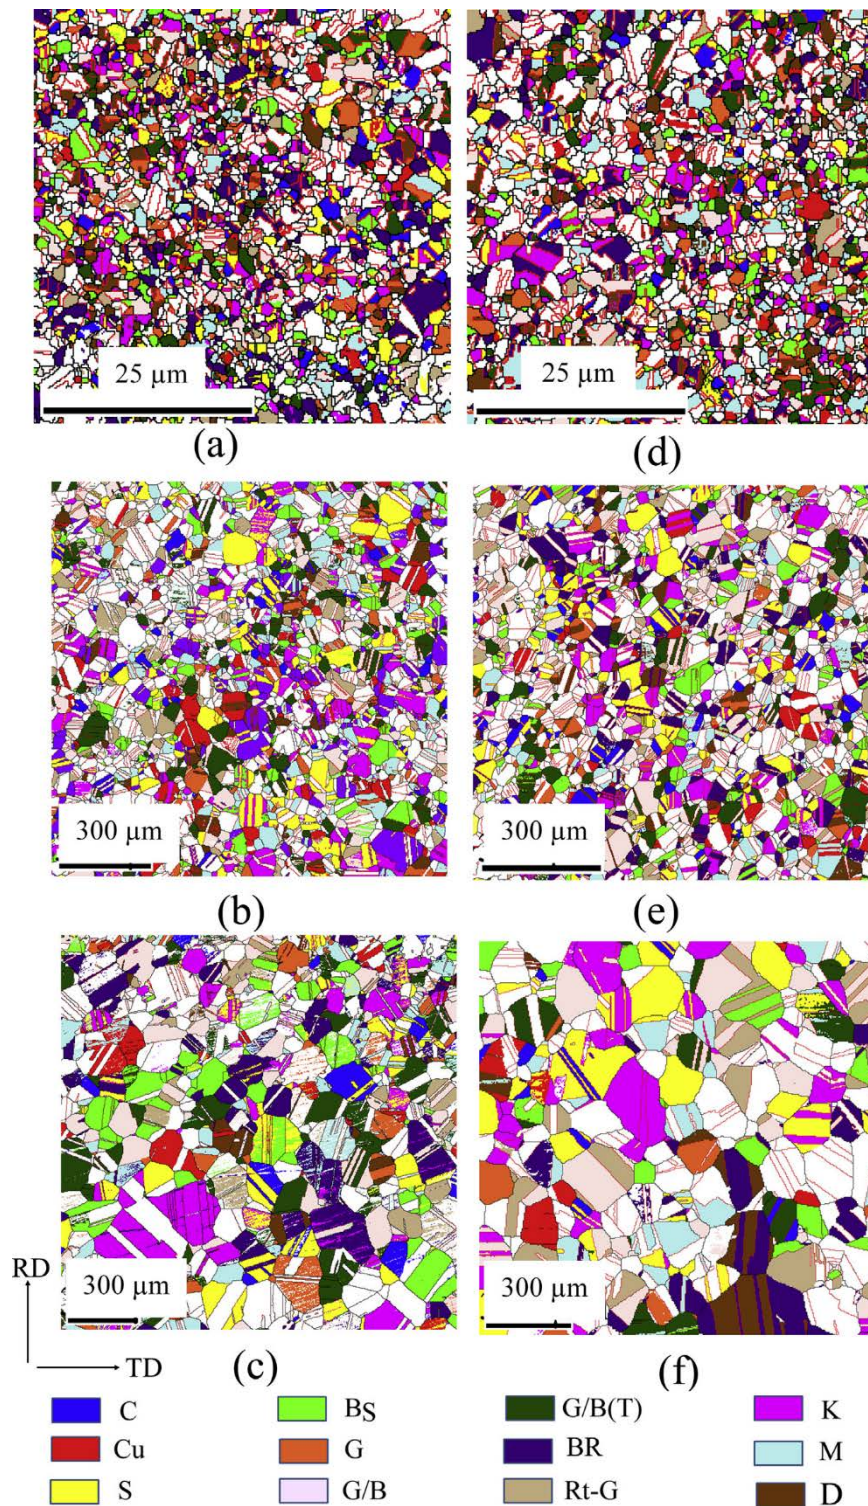 25 µm
25 µm
(a)
(d)
300 µm
300 µm
(b)
(e)
RD
300 µm
300 µm
TD
(c)
(f)
C
BS
G/B(T)
K
Cu
G
BR
M
S
G/B
Rt-G
D